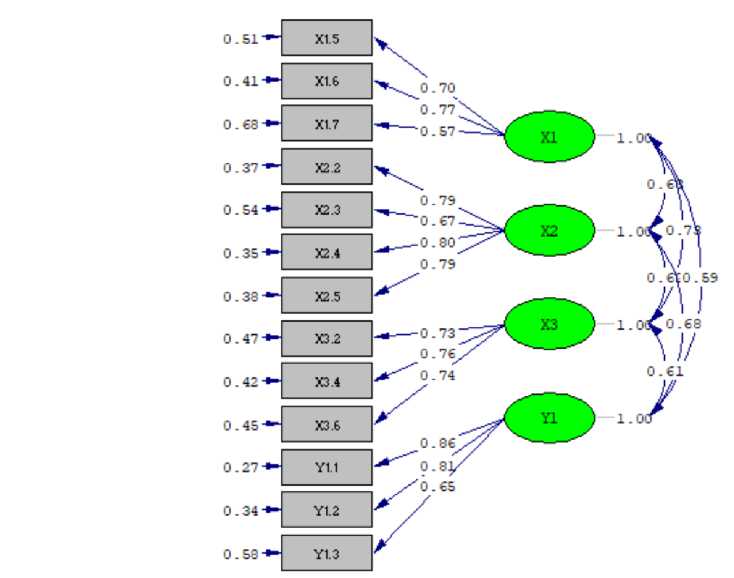 0.51 X1.5
0.41 X1.6 0.70
0.77
0.68 X1.7 0.57 X1 1.00
0.37 X2.2
0.79
0.54 X2.3 0.67 X2 1.00 0.73
0.80
0.35 X2.4
0.79
0.38 X2.5 0.59
0.47 X3.2 0.73 X3 1.00 0.68
0.76
0.42 X3.4 0.74 0.61
0.45 X3.6 Y1 1.00
0.86
0.27 Y1.1 0.81
0.65
0.34 Y1.2
0.58 Y1.3